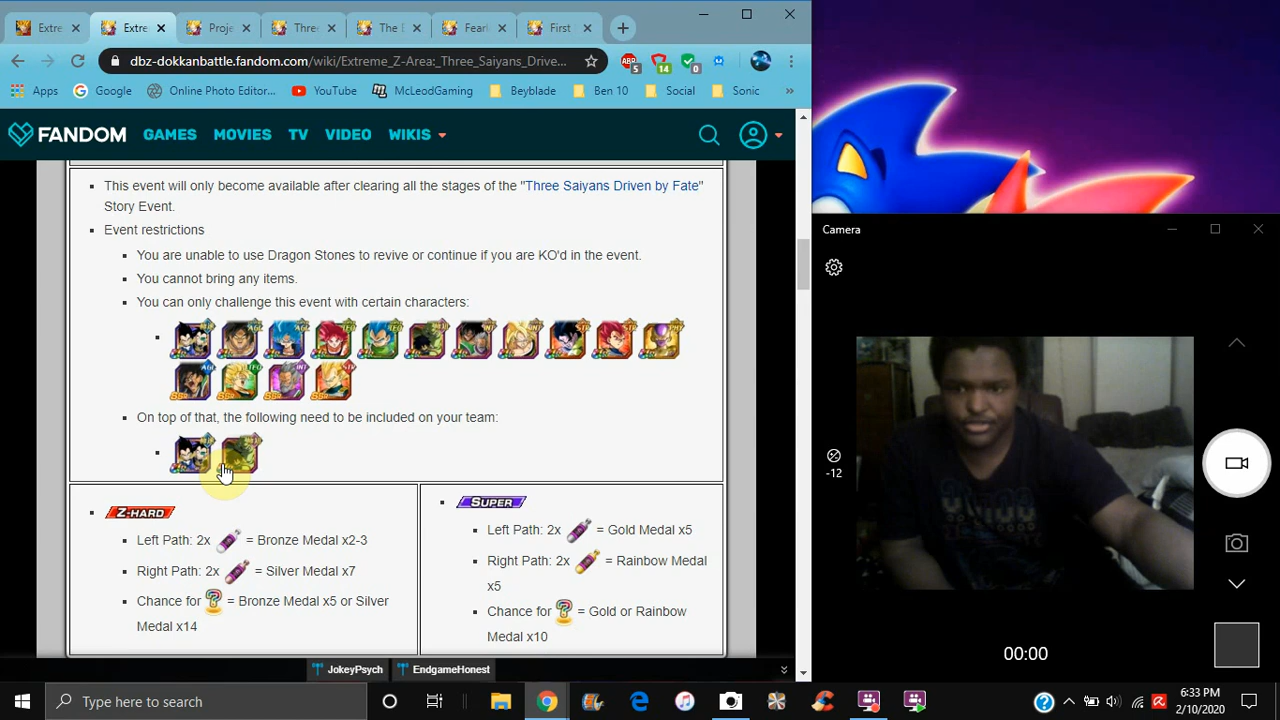 Extre
Extre
Proje
Three
The E
Fearl
First
dbz-dokkanbattle.fandom.com/wiki/Extreme_Z-Area:_Three_Saiyans_Drive...
ABP
5
14
0
Apps
Google
Online Photo Editor...
YouTube
McLeodGaming
Beyblade
Ben 10
Social
Sonic
»
FANDOM
GAMES
MOVIES
TV
VIDEO
WIKIS
This event will only become available after clearing all the stages of the "Three Saiyans Driven by Fate"
Story Event.
Event restrictions
You are unable to use Dragon Stones to revive or continue if you are KO'd in the event.
You cannot bring any items.
You can only challenge this event with certain characters:
On top of that, the following need to be included on your team:
Z-HARD
Left Path: 2x = Bronze Medal x2-3
Right Path: 2x = Silver Medal x7
Chance for = Bronze Medal x5 or Silver
Medal x14
SUPER
Left Path: 2x = Gold Medal x5
Right Path: 2x = Rainbow Medal
x5
Chance for = Gold or Rainbow
Medal x10
JokeyPsych
EndgameHonest
Camera
-12
00:00
Type here to search
6:33 PM
2/10/2020